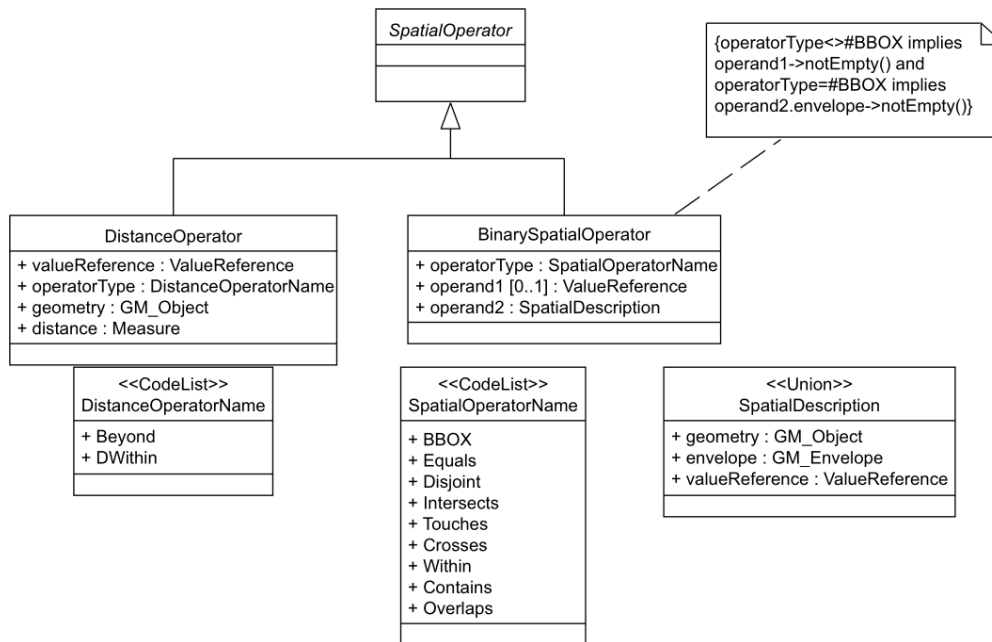 SpatialOperator
{operatorType<>#BBOX implies
operand1->notEmpty() and
operatorType=#BBOX implies
operand2.envelope->notEmpty()}
DistanceOperator
+ valueReference : ValueReference
+ operatorType : DistanceOperatorName
+ geometry : GM_Object
+ distance : Measure
BinarySpatialOperator
+ operatorType : SpatialOperatorName
+ operand1 [0..1] : ValueReference
+ operand2 : SpatialDescription
<<CodeList>>
DistanceOperatorName
+ Beyond
+ DWithin
<<CodeList>>
SpatialOperatorName
+ BBOX
+ Equals
+ Disjoint
+ Intersects
+ Touches
+ Crosses
+ Within
+ Contains
+ Overlaps
<<Union>>
SpatialDescription
+ geometry : GM_Object
+ envelope : GM_Envelope
+ valueReference : ValueReference